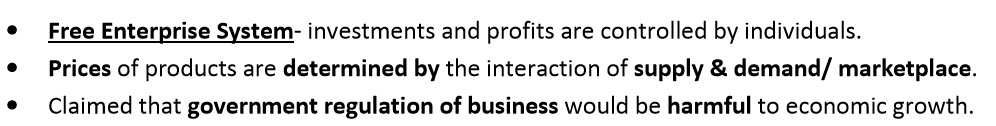 • Free Enterprise System- investments and profits are controlled by individuals.
• Prices of products are determined by the interaction of supply & demand/ marketplace.
• Claimed that government regulation of business would be harmful to economic growth.